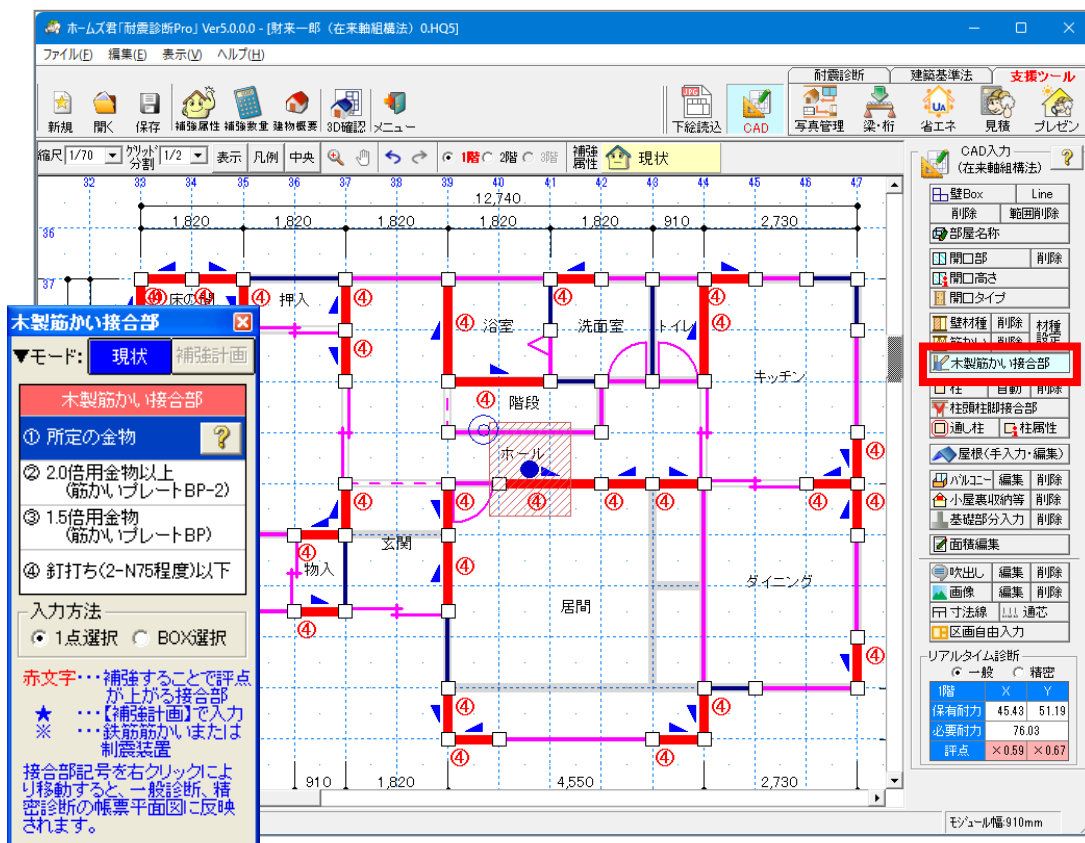 ホームズ君「耐震診断Pro」Ver5.0.0.0 - [財来一郎（在来軸組構法）0.HQ5]
ファイル(F) 編集(E) 表示(V) ヘルプ(H)
耐震診断 建築基準法 支援ツール
新規 開く 保存 補強属性 補強数量 建物概要 3D確認 メニュー 下絵読込 CAD 写真管理 梁・桁 省エネ 見積 プレゼン
縮尺 1/70 グリッド分割 1/2 表示 凡例 中央 1階 2階 3階 補強属性 現状
32 33 34 35 36 37 38 39 40 41 42 43 44 45 46 47
12,740
1,820 1,820 1,820 1,820 1,820 910 2,730
36
37
床の間 押入 浴室 洗面室 トイレ
キッチン
階段
ホール
玄関
物入
居間
ダイニング
④ ④ ④ ④ ④ ④
④ ④
④
④
④ ④ ④ ④ ④ ④
④ ④
④ ④
④
④ ④
910 1,820 4,550 2,730
木製筋かい接合部
▼モード: 現状 補強計画
木製筋かい接合部
① 所定の金物 ?
② 2.0倍用金物以上
(筋かいプレートBP-2)
③ 1.5倍用金物
(筋かいプレートBP)
④ 釘打ち(2-N75程度)以下
入力方法
1点選択 BOX選択
赤文字・・・補強することで評点
が上がる接合部
★ ・・・【補強計画】で入力
※ ・・・鉄筋筋かいまたは
制震装置
接合部記号を右クリックによ
り移動すると、一般診断、精
密診断の帳票平面図に反映
されます。
CAD入力
(在来軸組構法) ?
壁Box Line
削除 範囲削除
部屋名称
開口部 削除
開口高さ
開口タイプ
壁材種 削除 材種
設定
筋かい 削除
木製筋かい接合部
柱 自動 削除
柱頭柱脚接合部
通し柱 柱属性
屋根(手入力・編集)
バルコニー 編集 削除
小屋裏収納等 削除
基礎部分入力 削除
面積編集
吹出し 編集 削除
画像 編集 削除
寸法線 通芯
区画自由入力
リアルタイム診断
一般 精密
1階 X Y
保有耐力 45.43 51.19
必要耐力 76.03
評点 ×0.59 ×0.67
モジュール幅:910mm